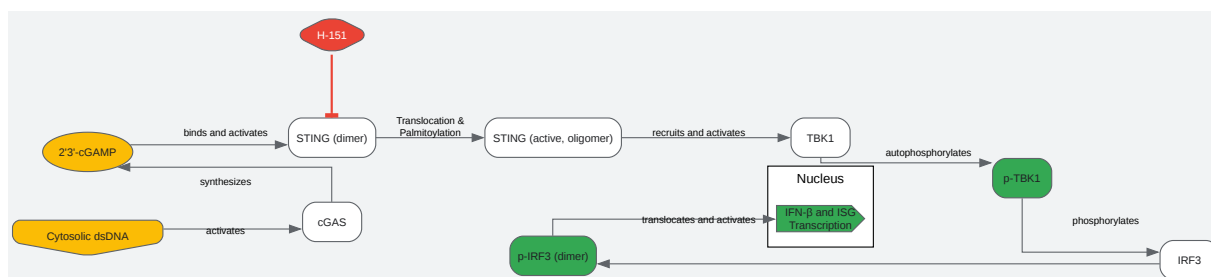 H-151
binds and activates
STING (dimer)
Translocation &
Palmitoylation
STING (active, oligomer)
recruits and activates
TBK1
2'3'-cGAMP
synthesizes
autophosphorylates
p-TBK1
Nucleus
IFN-β and ISG
Transcription
translocates and activates
phosphorylates
Cytosolic dsDNA
activates
cGAS
p-IRF3 (dimer)
IRF3